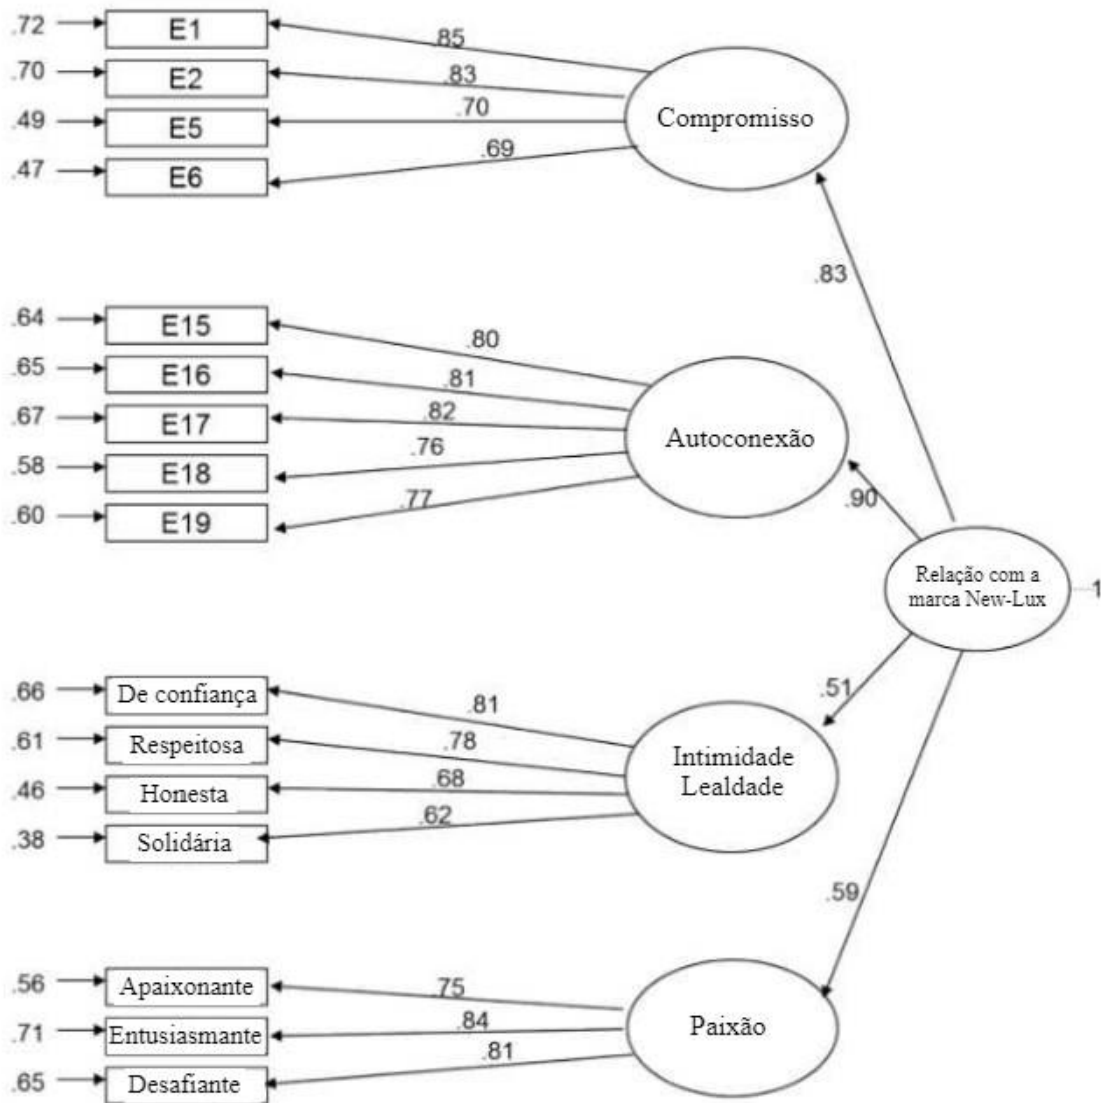 .72 E1 .85
.70 E2 .83
.49 E5 .70
.47 E6 .69
Compromisso
.83
.64 E15 .80
.65 E16 .81
.67 E17 .82
.58 E18 .76
.60 E19 .77
Autoconexão
.90
Relação com a
marca New-Lux
1
.66 De confiança .81
.61 Respeitosa .78
.46 Honesta .68
.38 Solidária .62
Intimidade
Lealdade
.51
.59
.56 Apaixonante .75
.71 Entusiasmante .84
.65 Desafiante .81
Paixão